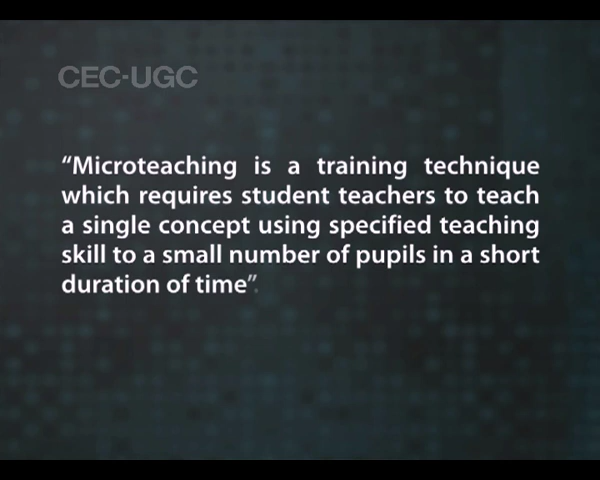 CEC-UGC
“Microteaching is a training technique
which requires student teachers to teach
a single concept using specified teaching
skill to a small number of pupils in a short
duration of time”.